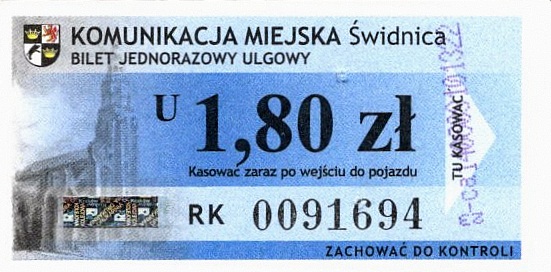 KOMUNIKACJA MIEJSKA Świdnica
BILET JEDNORAZOWY ULGOWY
U 1,80 zł
Kasować zaraz po wejściu do pojazdu
TU KASOWAĆ
RK 0091694
ZACHOWAĆ DO KONTROLI